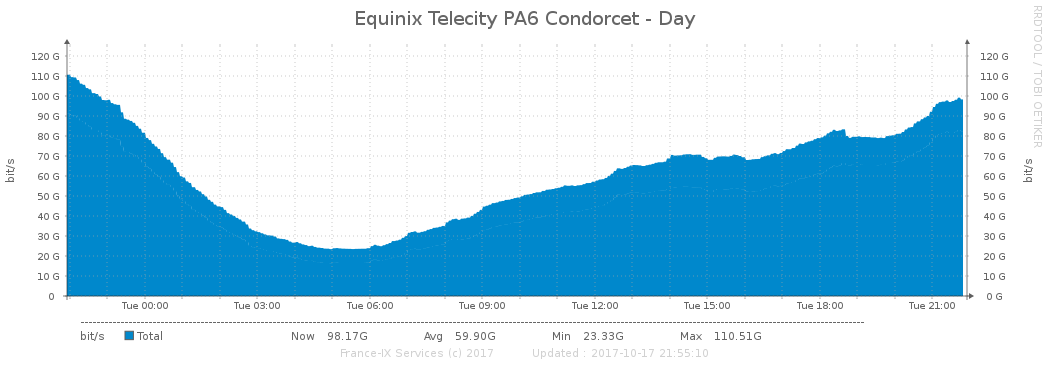 Equinix Telecity PA6 Condorcet - Day
RRDTOOL / TOBI OETIKER
bit/s
120 G
110 G
100 G
90 G
80 G
70 G
60 G
50 G
40 G
30 G
20 G
10 G
0
120 G
110 G
100 G
90 G
80 G
70 G
60 G
50 G
40 G
30 G
20 G
10 G
0 G
bit/s
Tue 00:00 Tue 03:00 Tue 06:00 Tue 09:00 Tue 12:00 Tue 15:00 Tue 18:00 Tue 21:00
bit/s Total Now 98.17G Avg 59.90G Min 23.33G Max 110.51G
France-IX Services (c) 2017 Updated : 2017-10-17 21:55:10